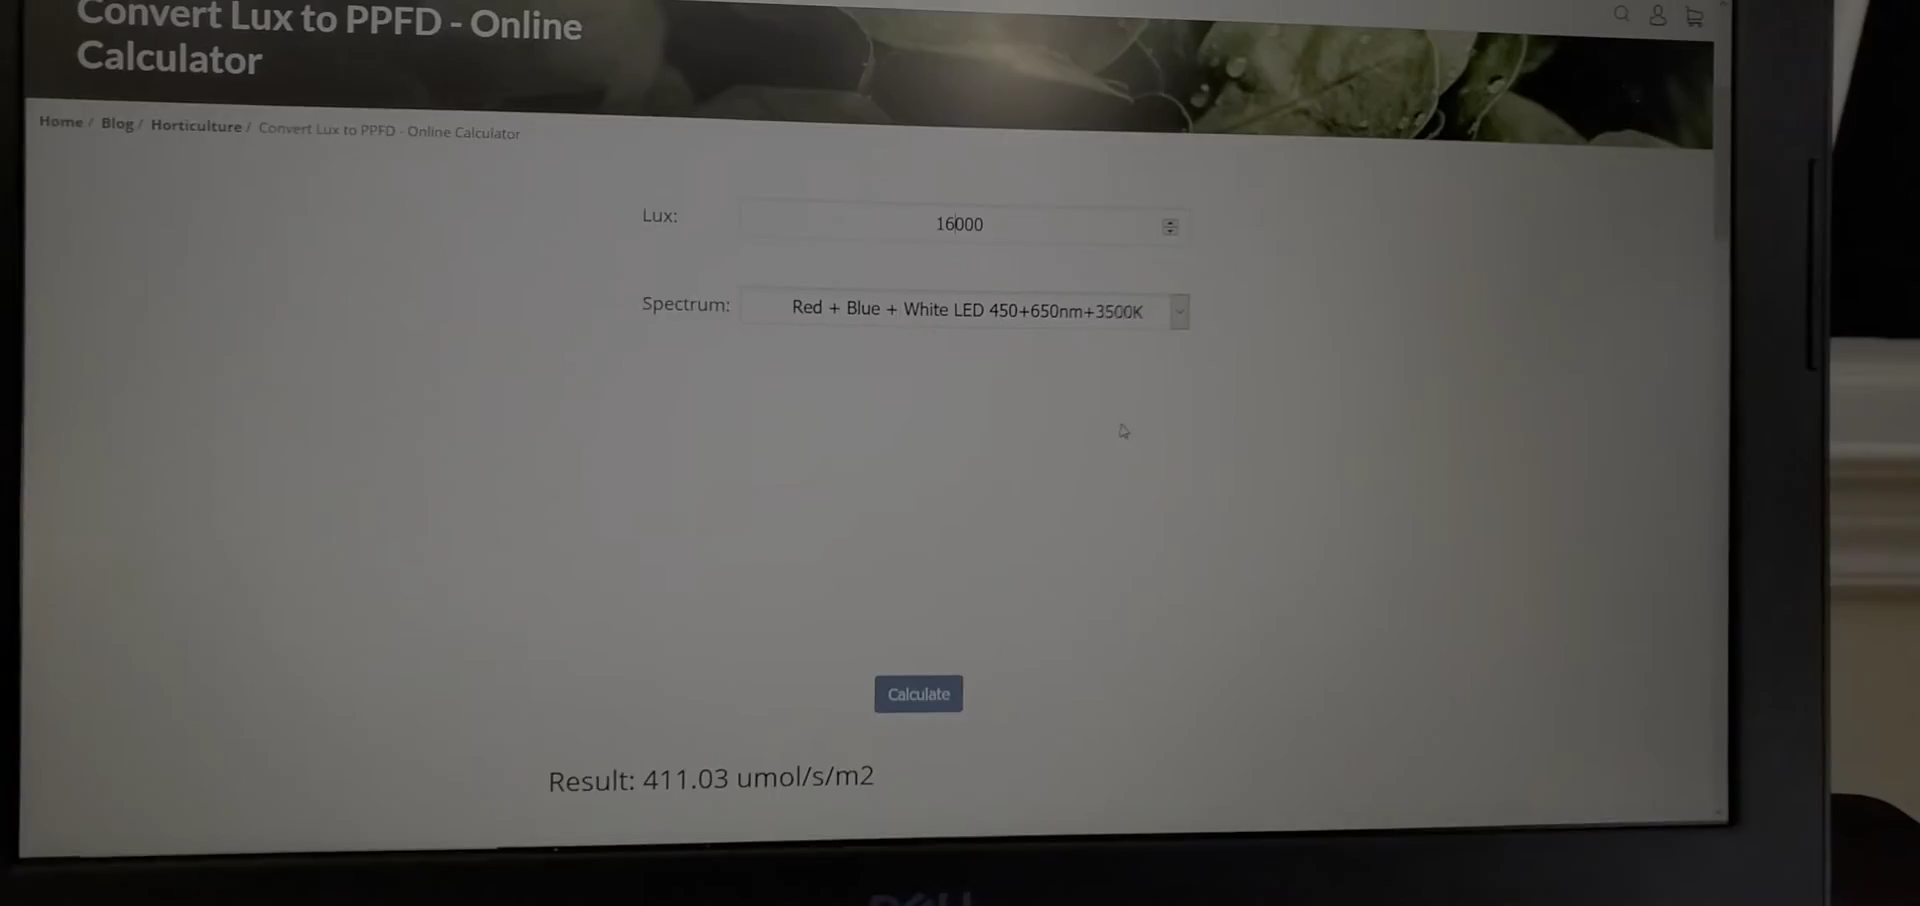 Convert Lux to PPFD - Online
Calculator
Home / Blog / Horticulture / Convert Lux to PPFD - Online Calculator
Lux: 16000
Spectrum: Red + Blue + White LED 450+650nm+3500K
Calculate
Result: 411.03 umol/s/m2
DELL